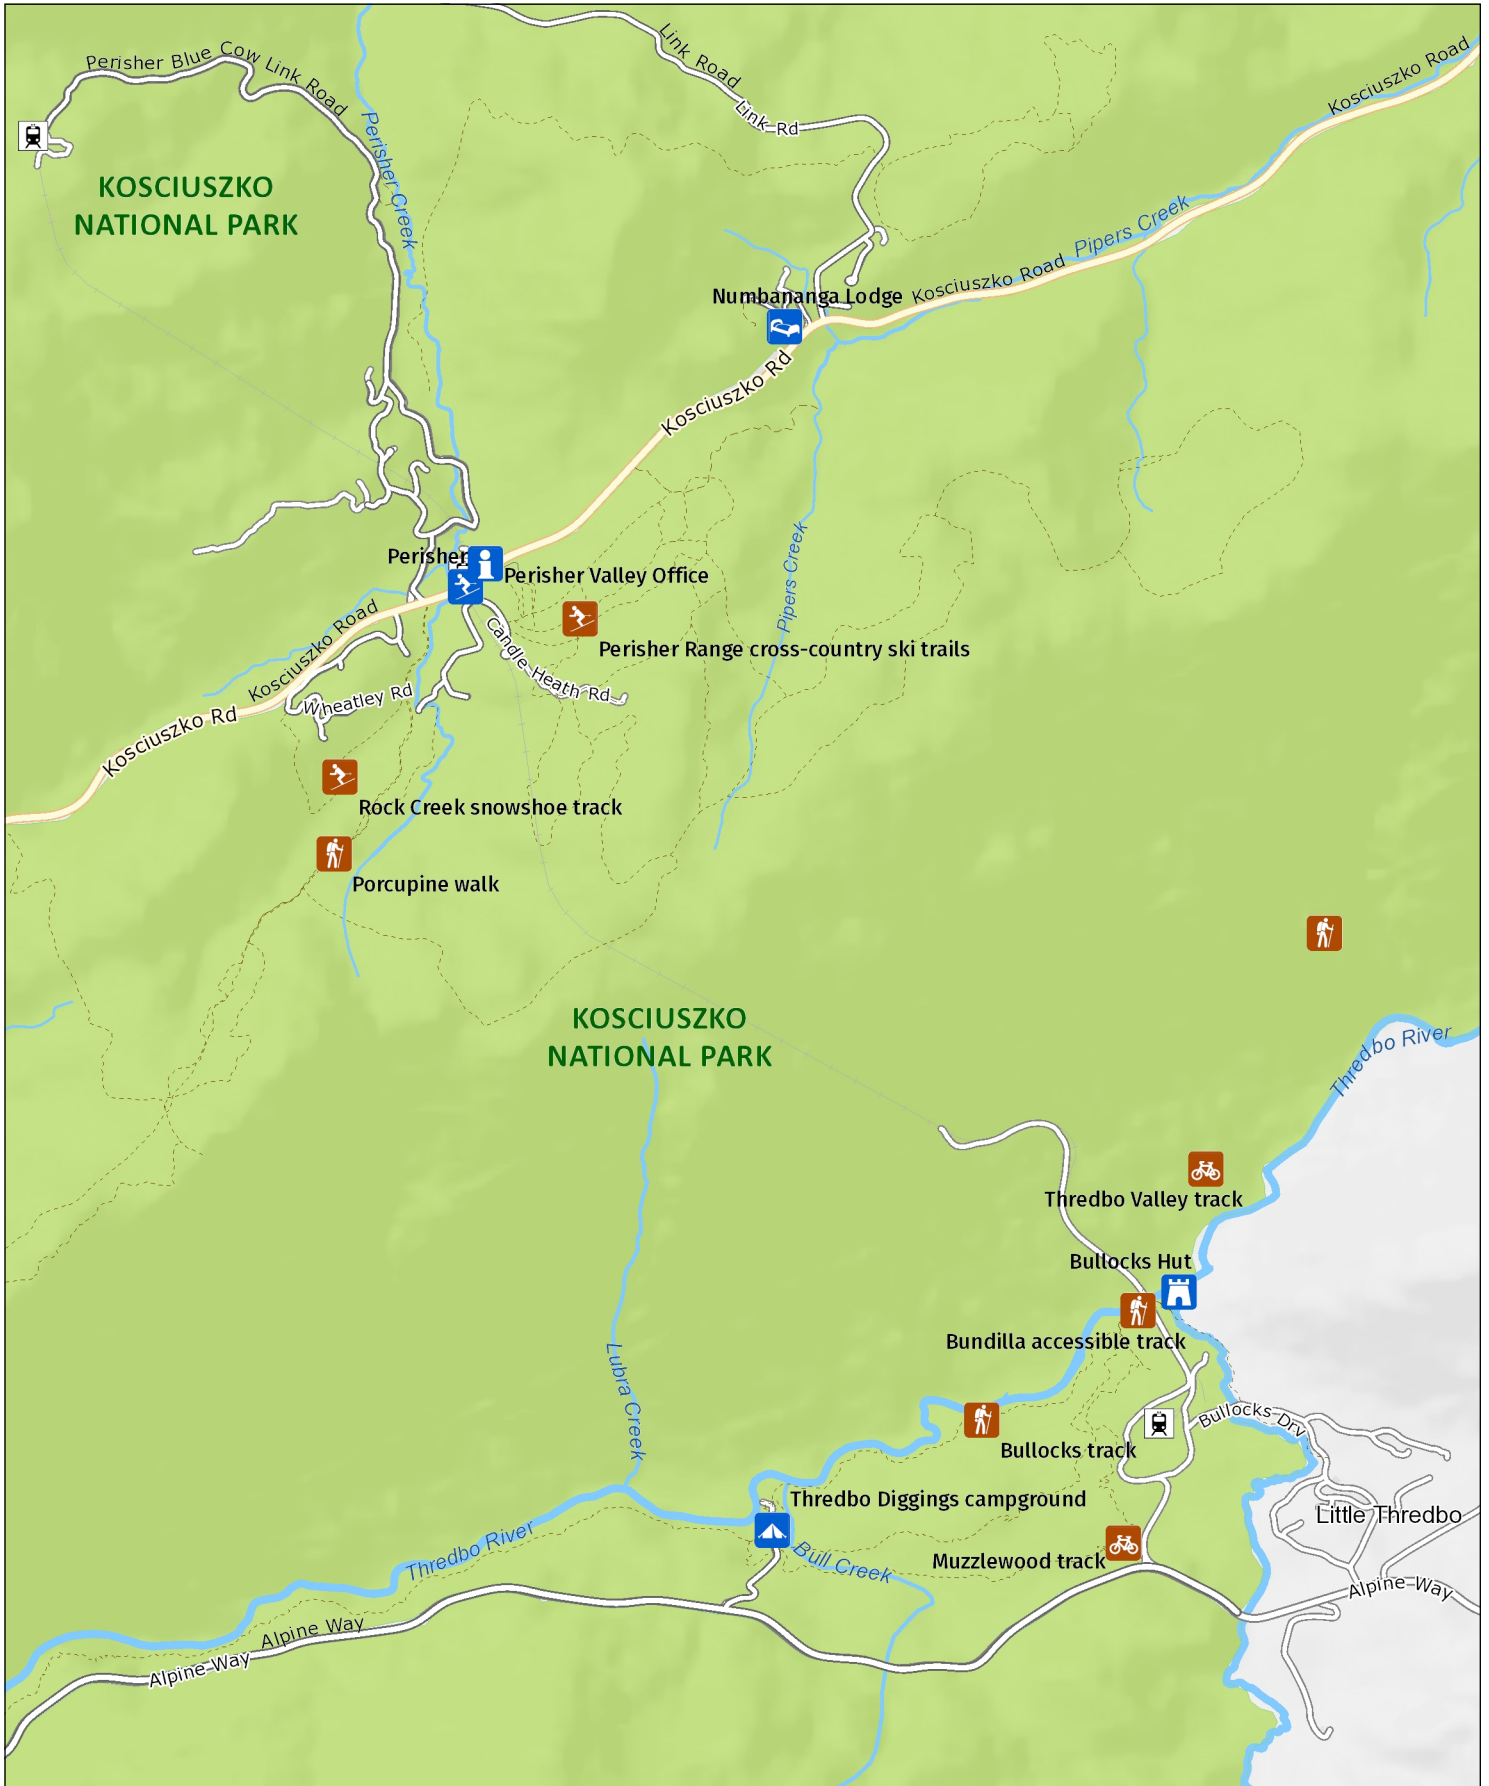 Perisher Blue Cow Link Road
Link Road
Link Rd
Kosciuszko Road
Perisher Creek
KOSCIUSZKO
NATIONAL PARK
Pipers Creek
Kosciuszko Road
Numbananga Lodge
Kosciuszko Rd
Perisher
Perisher Valley Office
Pipers Creek
Kosciuszko Road
Candle Heath Rd
Perisher Range cross-country ski trails
Wheatley Rd
Kosciuszko Rd
Rock Creek snowshoe track
Porcupine walk
KOSCIUSZKO
NATIONAL PARK
Thredbo River
Thredbo Valley track
Bullocks Hut
Bundilla accessible track
Lubra Creek
Bullocks Drv
Bullocks track
Thredbo Diggings campground
Little Thredbo
Thredbo River
Bull Creek
Muzzlewood track
Alpine Way
Alpine Way
Alpine Way